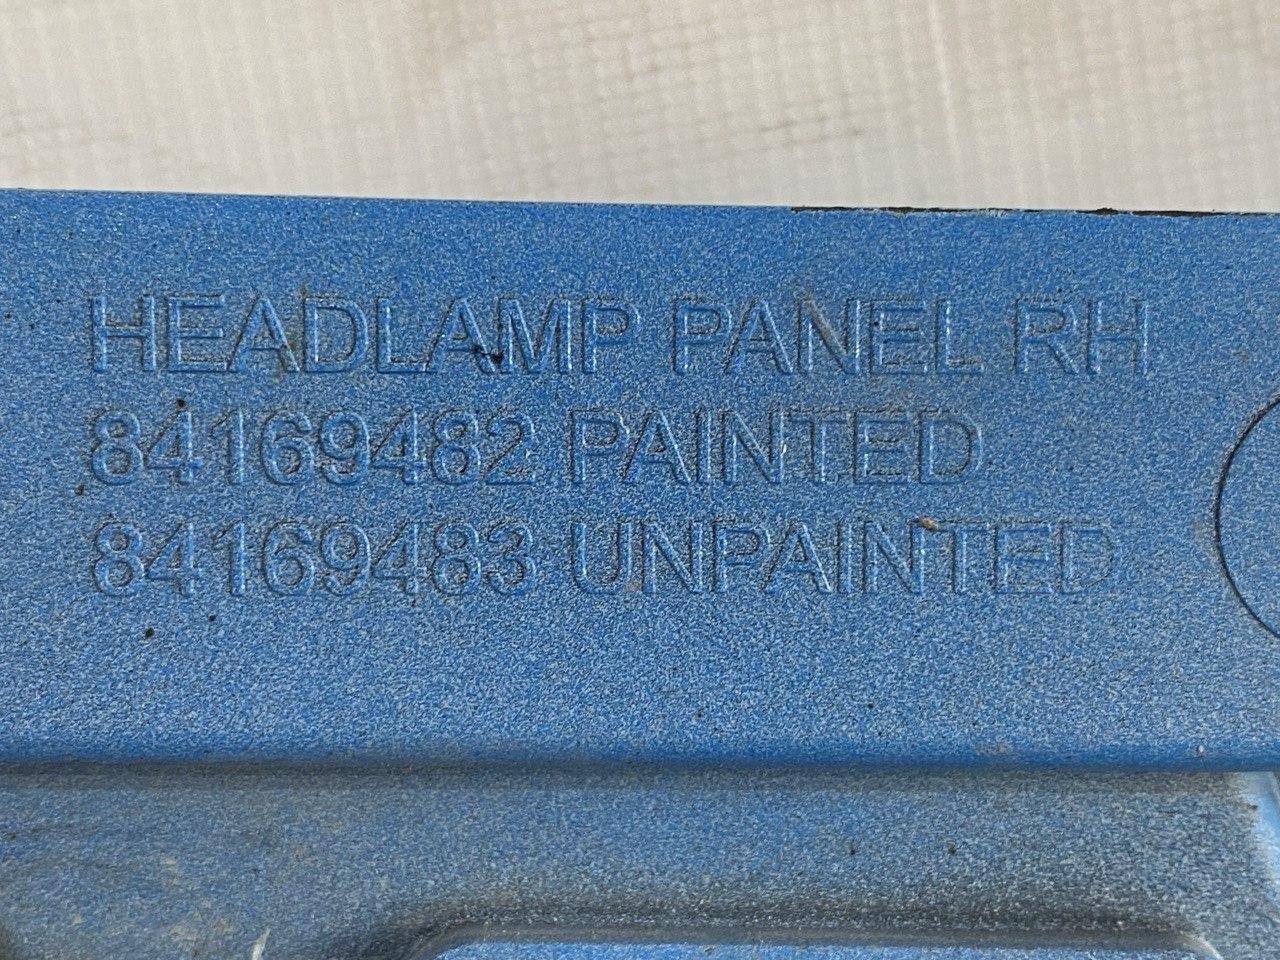 HEADLAMP PANEL RH
84169482 PAINTED
84169483 UNPAINTED